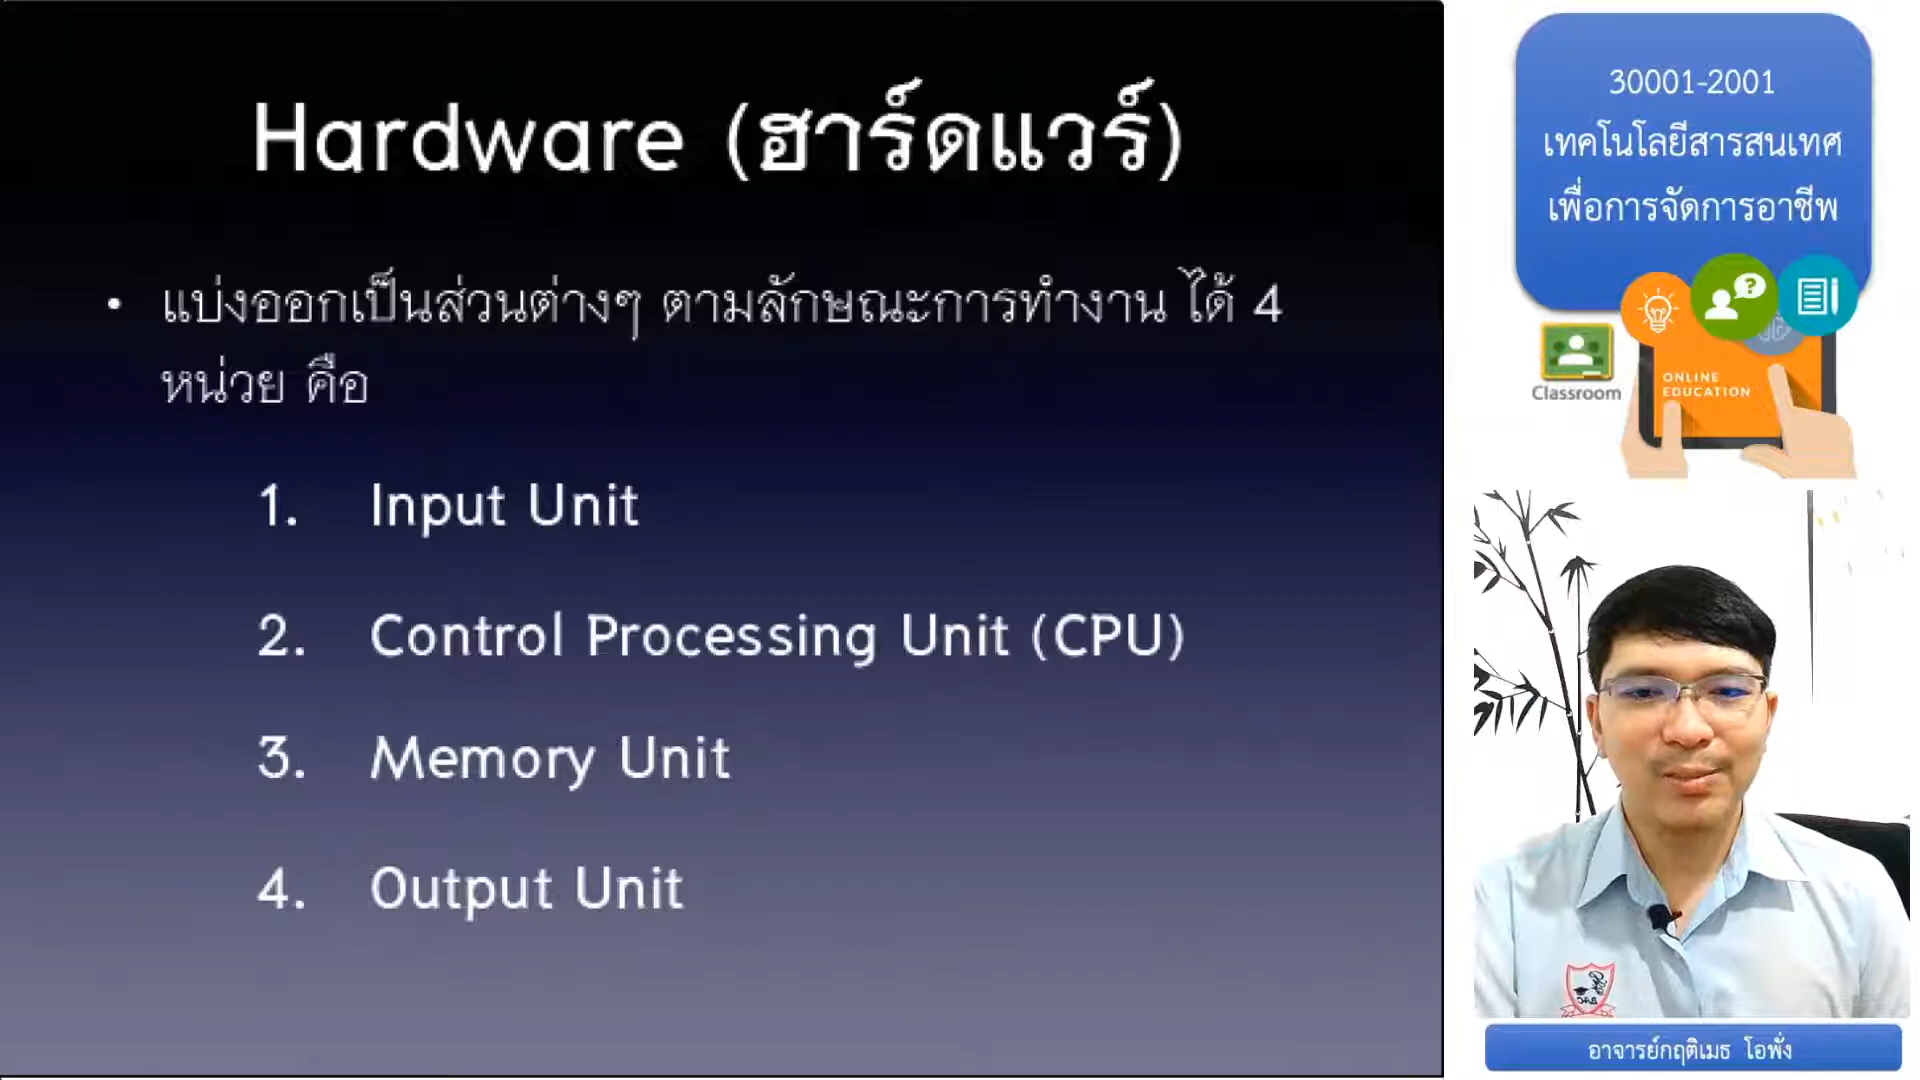 Hardware (ฮาร์ดแวร์)
• แบ่งออกเป็นส่วนต่างๆ ตามลักษณะการทำงาน ได้ 4
หน่วย คือ
1. Input Unit
2. Control Processing Unit (CPU)
3. Memory Unit
4. Output Unit
30001-2001
เทคโนโลยีสารสนเทศ
เพื่อการจัดการอาชีพ
?
Classroom
ONLINE
EDUCATION
อาจารย์กฤติเมธ โอพั่ง